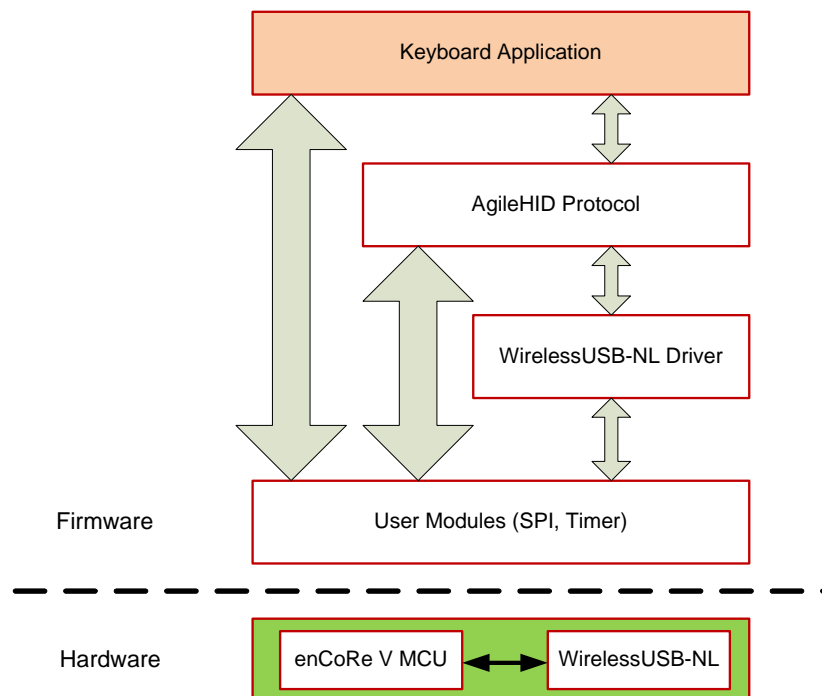 Keyboard Application
AgileHID Protocol
WirelessUSB-NL Driver
Firmware
User Modules (SPI, Timer)
Hardware
enCoRe V MCU
WirelessUSB-NL